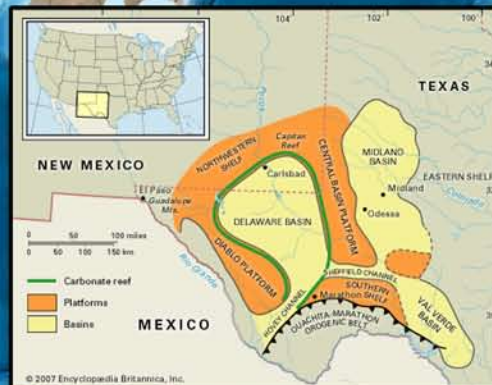 104
102
100
TEXAS
Pecos
NORTHWESTERN SHELF
Capitan Reef
CENTRAL BASIN PLATFORM
MIDLAND BASIN
NEW MEXICO
Carlsbad
EASTERN SHELF
El Paso
Guadalupe Mts.
Midland
Colorado
Odessa
DELAWARE BASIN
0 50 100 miles
0 50 100 150 km
DIABLO PLATFORM
Rio Grande
SHEFFIELD CHANNEL
Carbonate reef
Platforms
Basins
HOVEY CHANNEL
SOUTHERN SHELF
Marathon
VAL VERDE BASIN
OUACHITA-MARATHON OROGENIC BELT
MEXICO
© 2007 Encyclopædia Britannica, Inc.